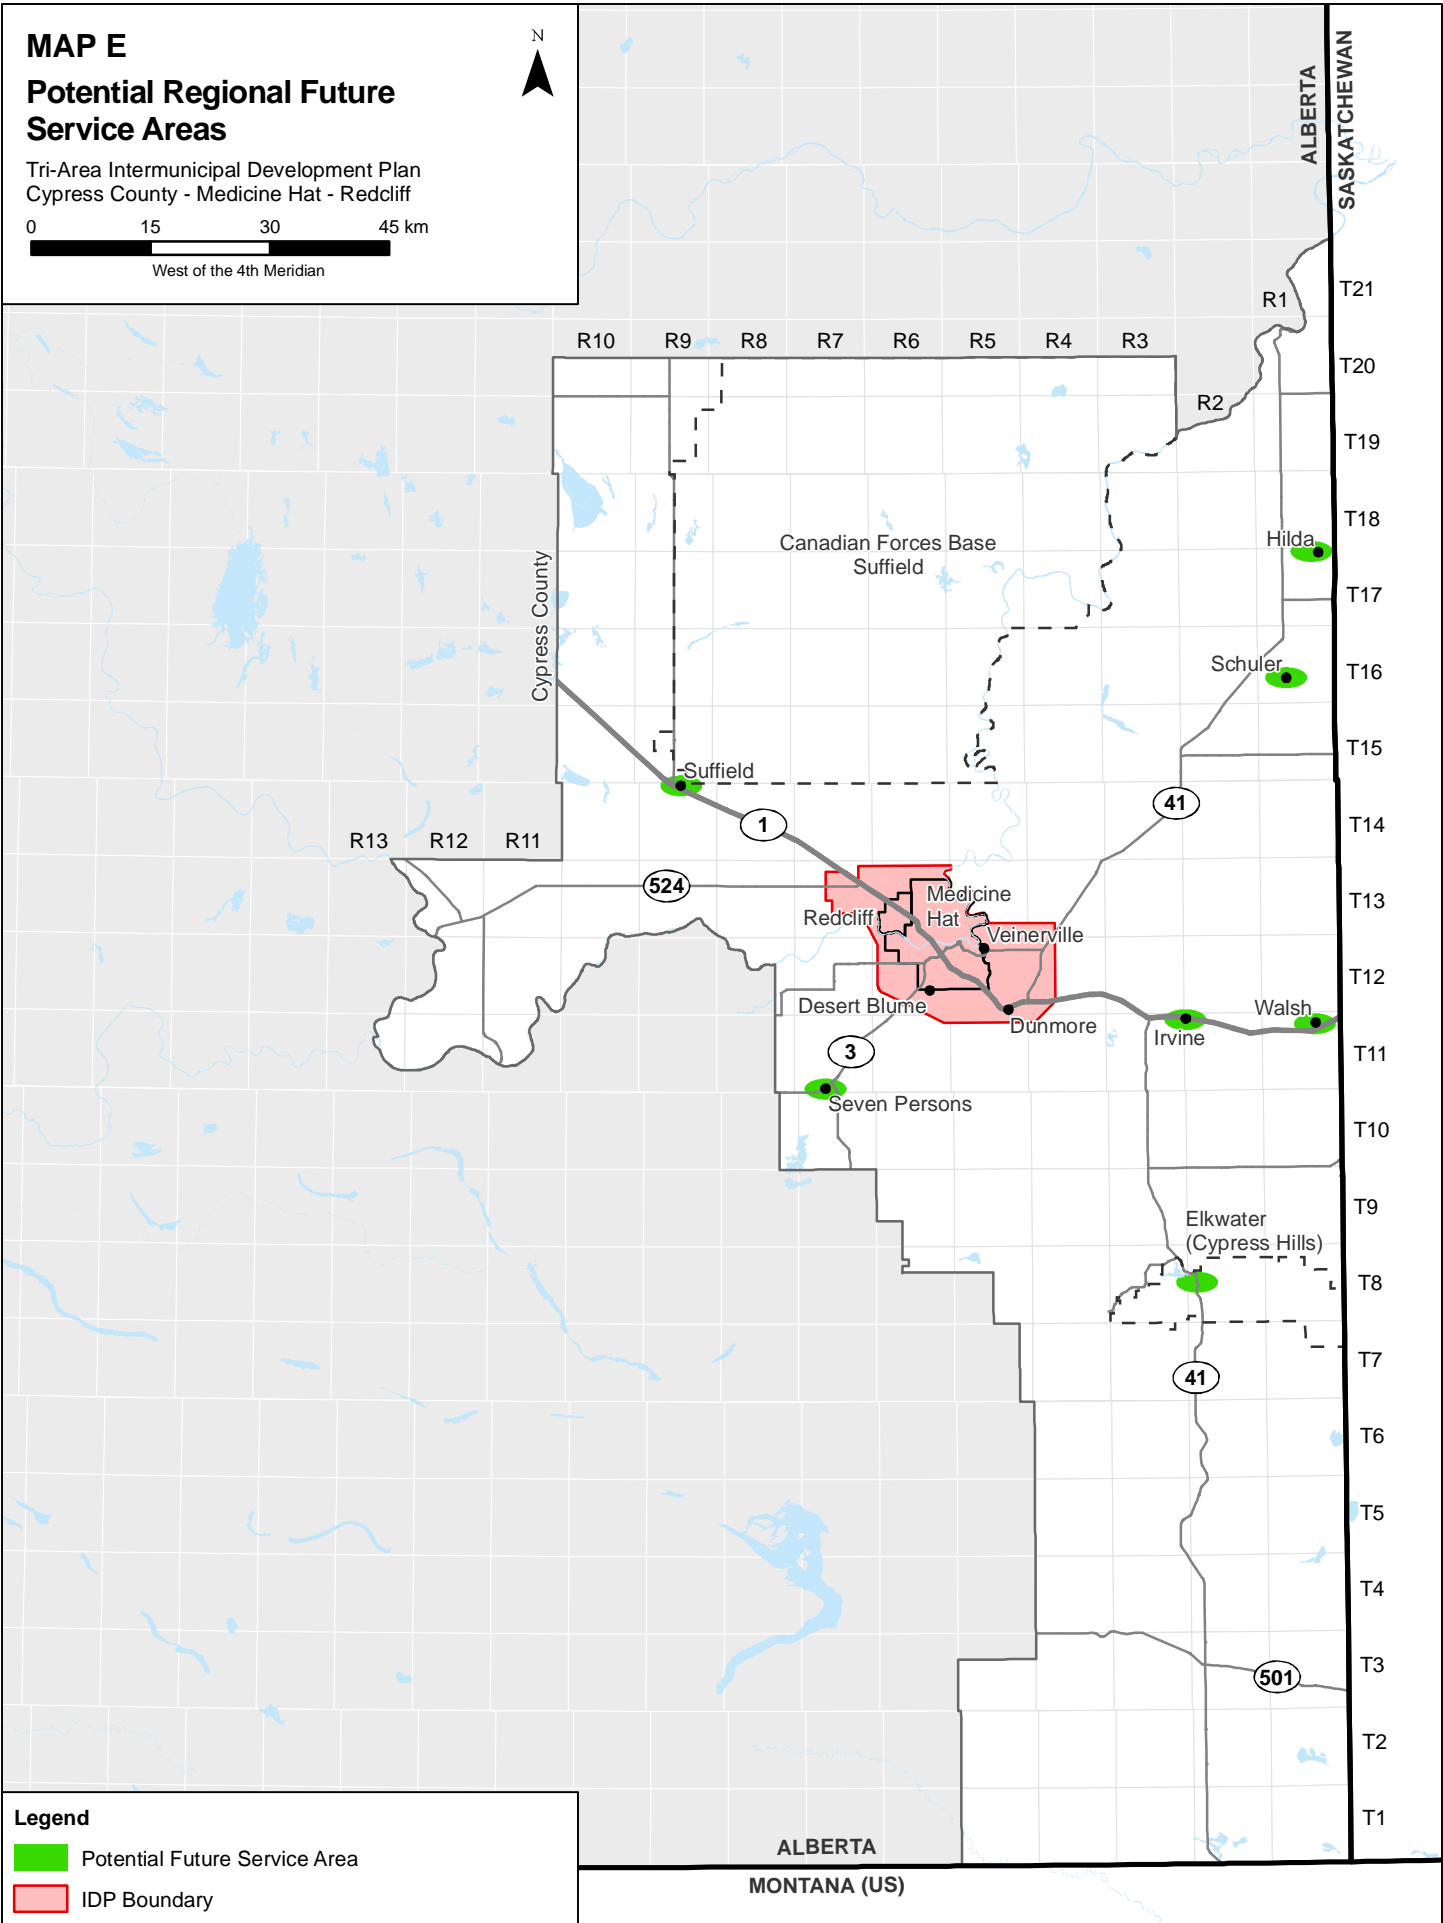 MAP E
Potential Regional Future
Service Areas
Tri-Area Intermunicipal Development Plan
Cypress County - Medicine Hat - Redcliff
0 15 30 45 km
West of the 4th Meridian
N
ALBERTA
SASKATCHEWAN
R1
T21
R10 R9 R8 R7 R6 R5 R4 R3
T20
R2
T19
T18
Hilda
Canadian Forces Base
Suffield
Cypress County
T17
Schuler
T16
T15
Suffield
41
1
T14
R13 R12 R11
524
Medicine
Hat
T13
Redcliff
Veinerville
T12
Desert Blume
Dunmore
Walsh
Irvine
3
T11
Seven Persons
T10
T9
Elkwater
(Cypress Hills)
T8
T7
41
T6
T5
T4
T3
501
T2
T1
Legend
Potential Future Service Area
IDP Boundary
ALBERTA
MONTANA (US)